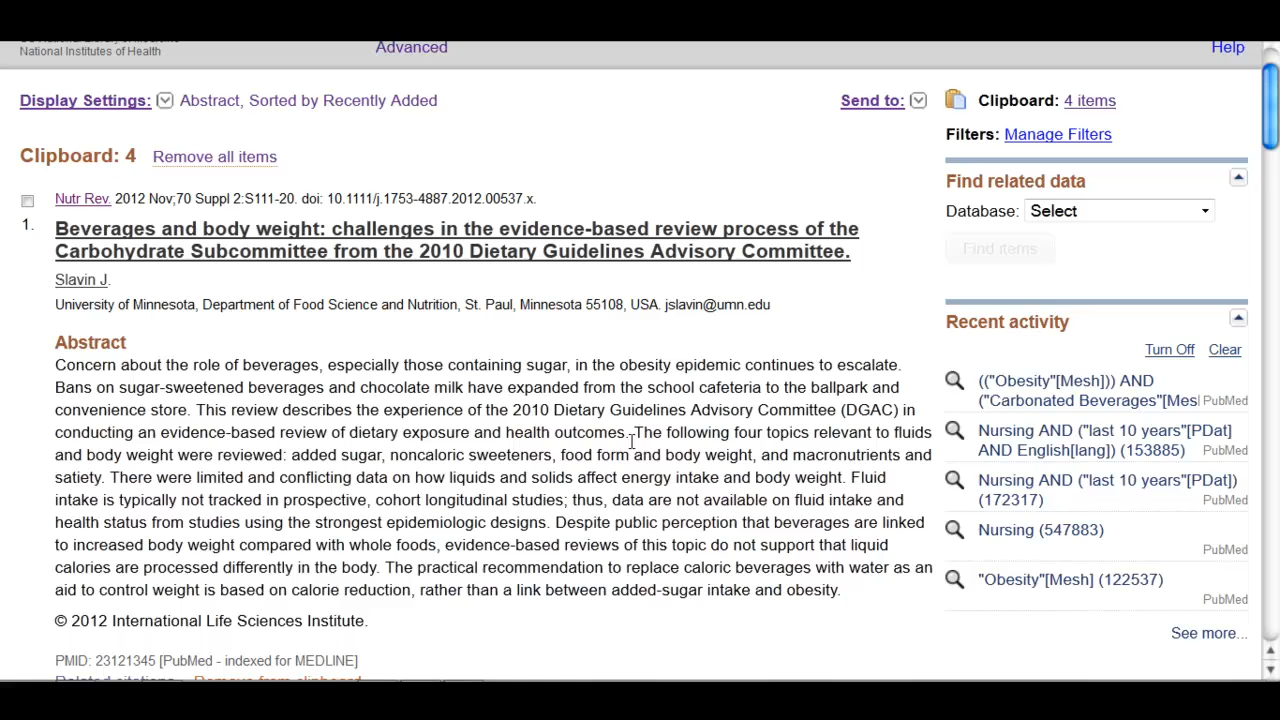 National Institutes of Health
Advanced
Help
Display Settings: Abstract, Sorted by Recently Added
Send to:
Clipboard: 4 items
Filters: Manage Filters
Clipboard: 4 Remove all items
Find related data
Database: Select
Find items
Nutr Rev. 2012 Nov;70 Suppl 2:S111-20. doi: 10.1111/j.1753-4887.2012.00537.x.
1. Beverages and body weight: challenges in the evidence-based review process of the
Carbohydrate Subcommittee from the 2010 Dietary Guidelines Advisory Committee.
Slavin J.
University of Minnesota, Department of Food Science and Nutrition, St. Paul, Minnesota 55108, USA. jslavin@umn.edu
Abstract
Concern about the role of beverages, especially those containing sugar, in the obesity epidemic continues to escalate.
Bans on sugar-sweetened beverages and chocolate milk have expanded from the school cafeteria to the ballpark and
convenience store. This review describes the experience of the 2010 Dietary Guidelines Advisory Committee (DGAC) in
conducting an evidence-based review of dietary exposure and health outcomes. The following four topics relevant to fluids
and body weight were reviewed: added sugar, noncaloric sweeteners, food form and body weight, and macronutrients and
satiety. There were limited and conflicting data on how liquids and solids affect energy intake and body weight. Fluid
intake is typically not tracked in prospective, cohort longitudinal studies; thus, data are not available on fluid intake and
health status from studies using the strongest epidemiologic designs. Despite public perception that beverages are linked
to increased body weight compared with whole foods, evidence-based reviews of this topic do not support that liquid
calories are processed differently in the body. The practical recommendation to replace caloric beverages with water as an
aid to control weight is based on calorie reduction, rather than a link between added-sugar intake and obesity.
© 2012 International Life Sciences Institute.
PMID: 23121345 [PubMed - indexed for MEDLINE]
Related citations Remove from clipboard
Recent activity
Turn Off Clear
(("Obesity"[Mesh])) AND
("Carbonated Beverages"[Mes PubMed
Nursing AND ("last 10 years"[PDat]
AND English[lang]) (153885) PubMed
Nursing AND ("last 10 years"[PDat])
(172317) PubMed
Nursing (547883)
PubMed
"Obesity"[Mesh] (122537)
PubMed
See more...